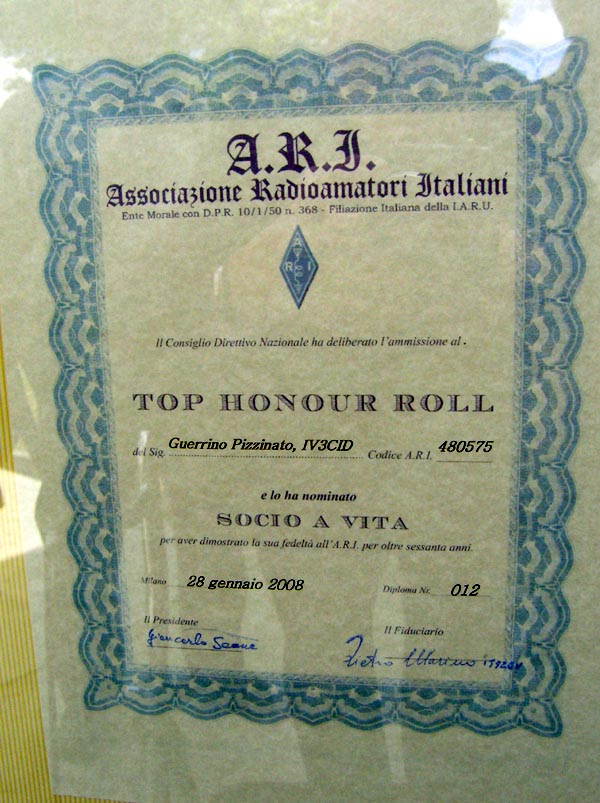 A.R.I.
Associazione Radioamatori Italiani
Ente Morale con D.P.R. 10/1/50 n. 368 - Filiazione Italiana della I.A.R.U.
A
R I
Il Consiglio Direttivo Nazionale ha deliberato l'ammissione al
TOP HONOUR ROLL
del Sig. Guerrino Pizzinato, IV3CID Codice A.R.I. 480575
e lo ha nominato
SOCIO A VITA
per aver dimostrato la sua fedeltà all'A.R.I. per oltre sessanta anni.
Milano 28 gennaio 2008 Diploma Nr. 012
Il Presidente
Il Fiduciario
Giancarlo
Pietro Marino